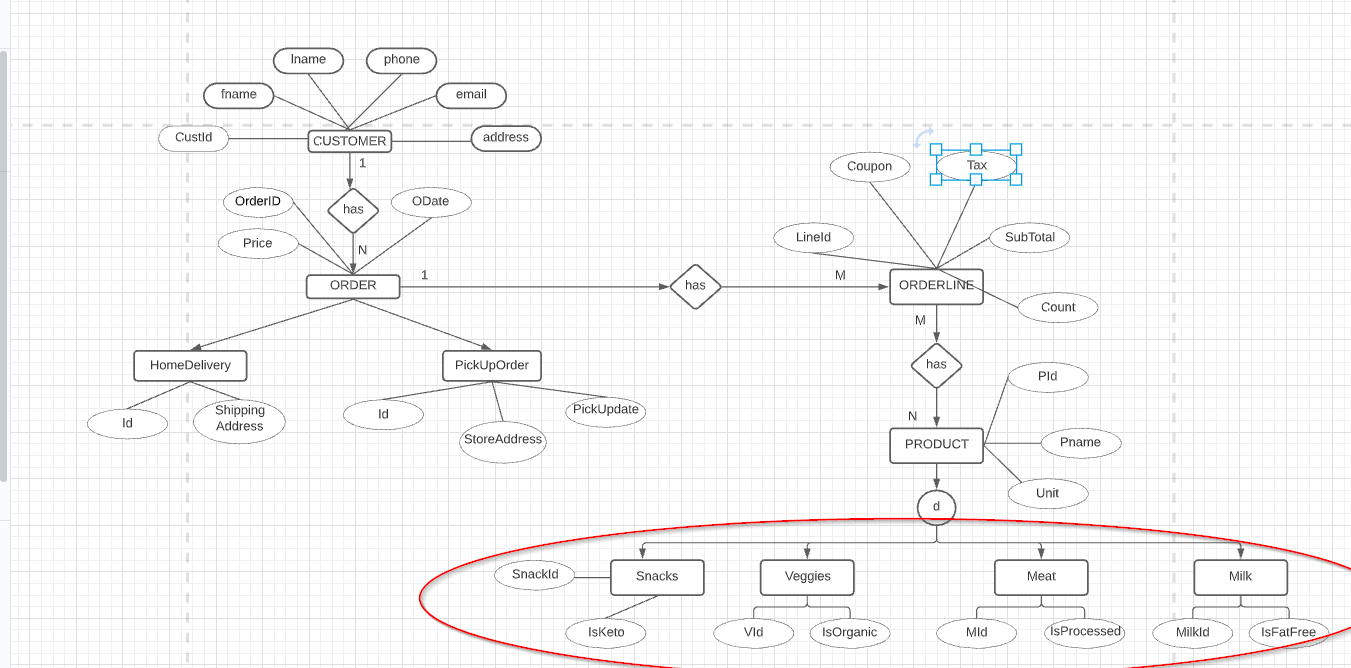 lname
phone
fname
email
CustId
CUSTOMER
address
1
Coupon
Tax
OrderID
has
ODate
Price
N
LineId
SubTotal
ORDER
1
has
M
ORDERLINE
Count
M
HomeDelivery
PickUpOrder
has
PId
Id
Shipping
Address
Id
StoreAddress
PickUpdate
N
PRODUCT
Pname
Unit
d
SnackId
Snacks
Veggies
Meat
Milk
IsKeto
VId
IsOrganic
MId
IsProcessed
MilkId
IsFatFree